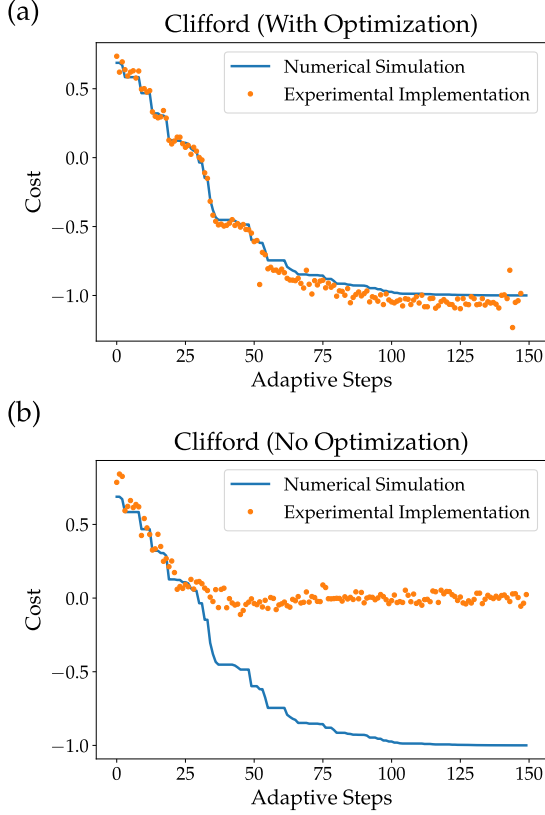 (a)
Clifford (With Optimization)
Numerical Simulation
Experimental Implementation
0.5
0.0
−0.5
−1.0
Cost
0 25 50 75 100 125 150
Adaptive Steps
(b)
Clifford (No Optimization)
Numerical Simulation
Experimental Implementation
0.5
0.0
−0.5
−1.0
Cost
0 25 50 75 100 125 150
Adaptive Steps